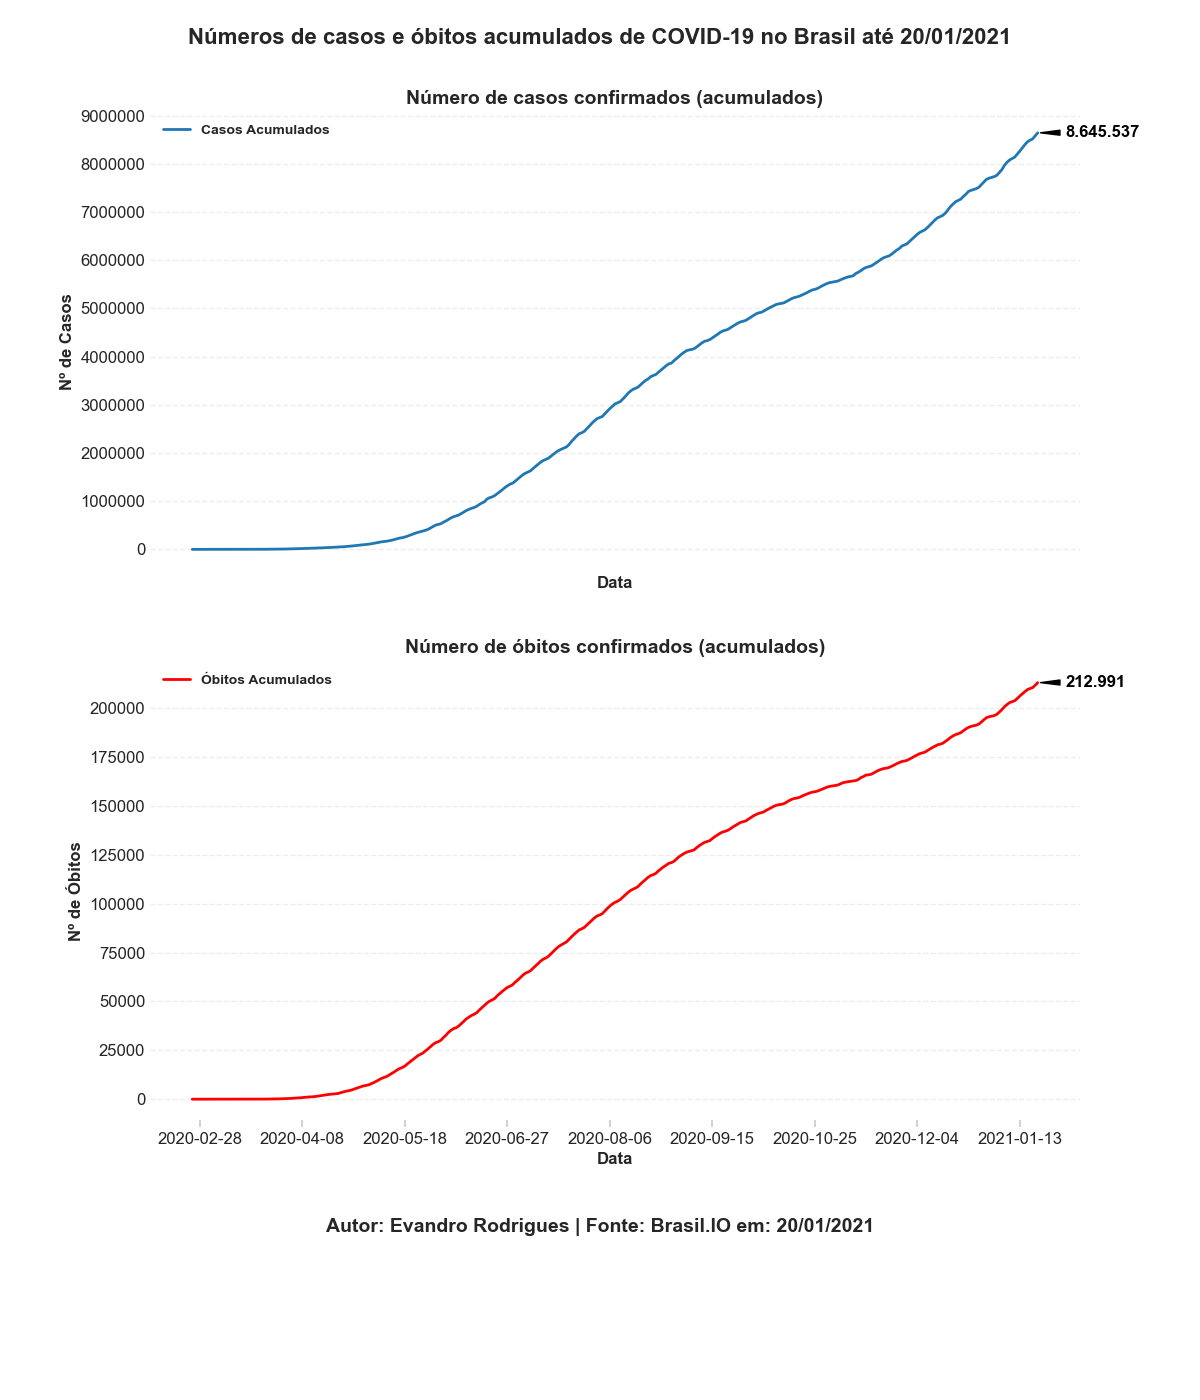 Números de casos e óbitos acumulados de COVID-19 no Brasil até 20/01/2021
Número de casos confirmados (acumulados)
Casos Acumulados
8.645.537
Nº de Casos
9000000
8000000
7000000
6000000
5000000
4000000
3000000
2000000
1000000
0
Data
Número de óbitos confirmados (acumulados)
Óbitos Acumulados
212.991
Nº de Óbitos
200000
175000
150000
125000
100000
75000
50000
25000
0
2020-02-28 2020-04-08 2020-05-18 2020-06-27 2020-08-06 2020-09-15 2020-10-25 2020-12-04 2021-01-13
Data
Autor: Evandro Rodrigues | Fonte: Brasil.IO em: 20/01/2021